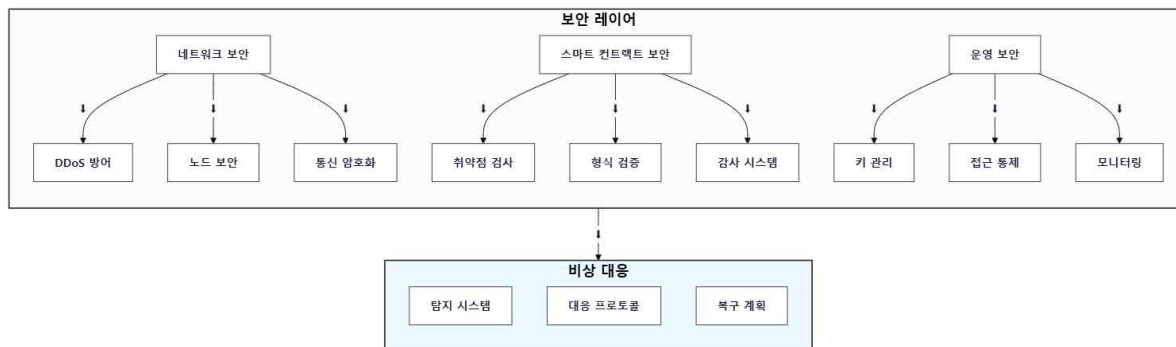 보안 레이어
네트워크 보안
스마트 컨트랙트 보안
운영 보안
DDoS 방어
노드 보안
통신 암호화
취약점 검사
형식 검증
감사 시스템
키 관리
접근 통제
모니터링
비상 대응
탐지 시스템
대응 프로토콜
복구 계획